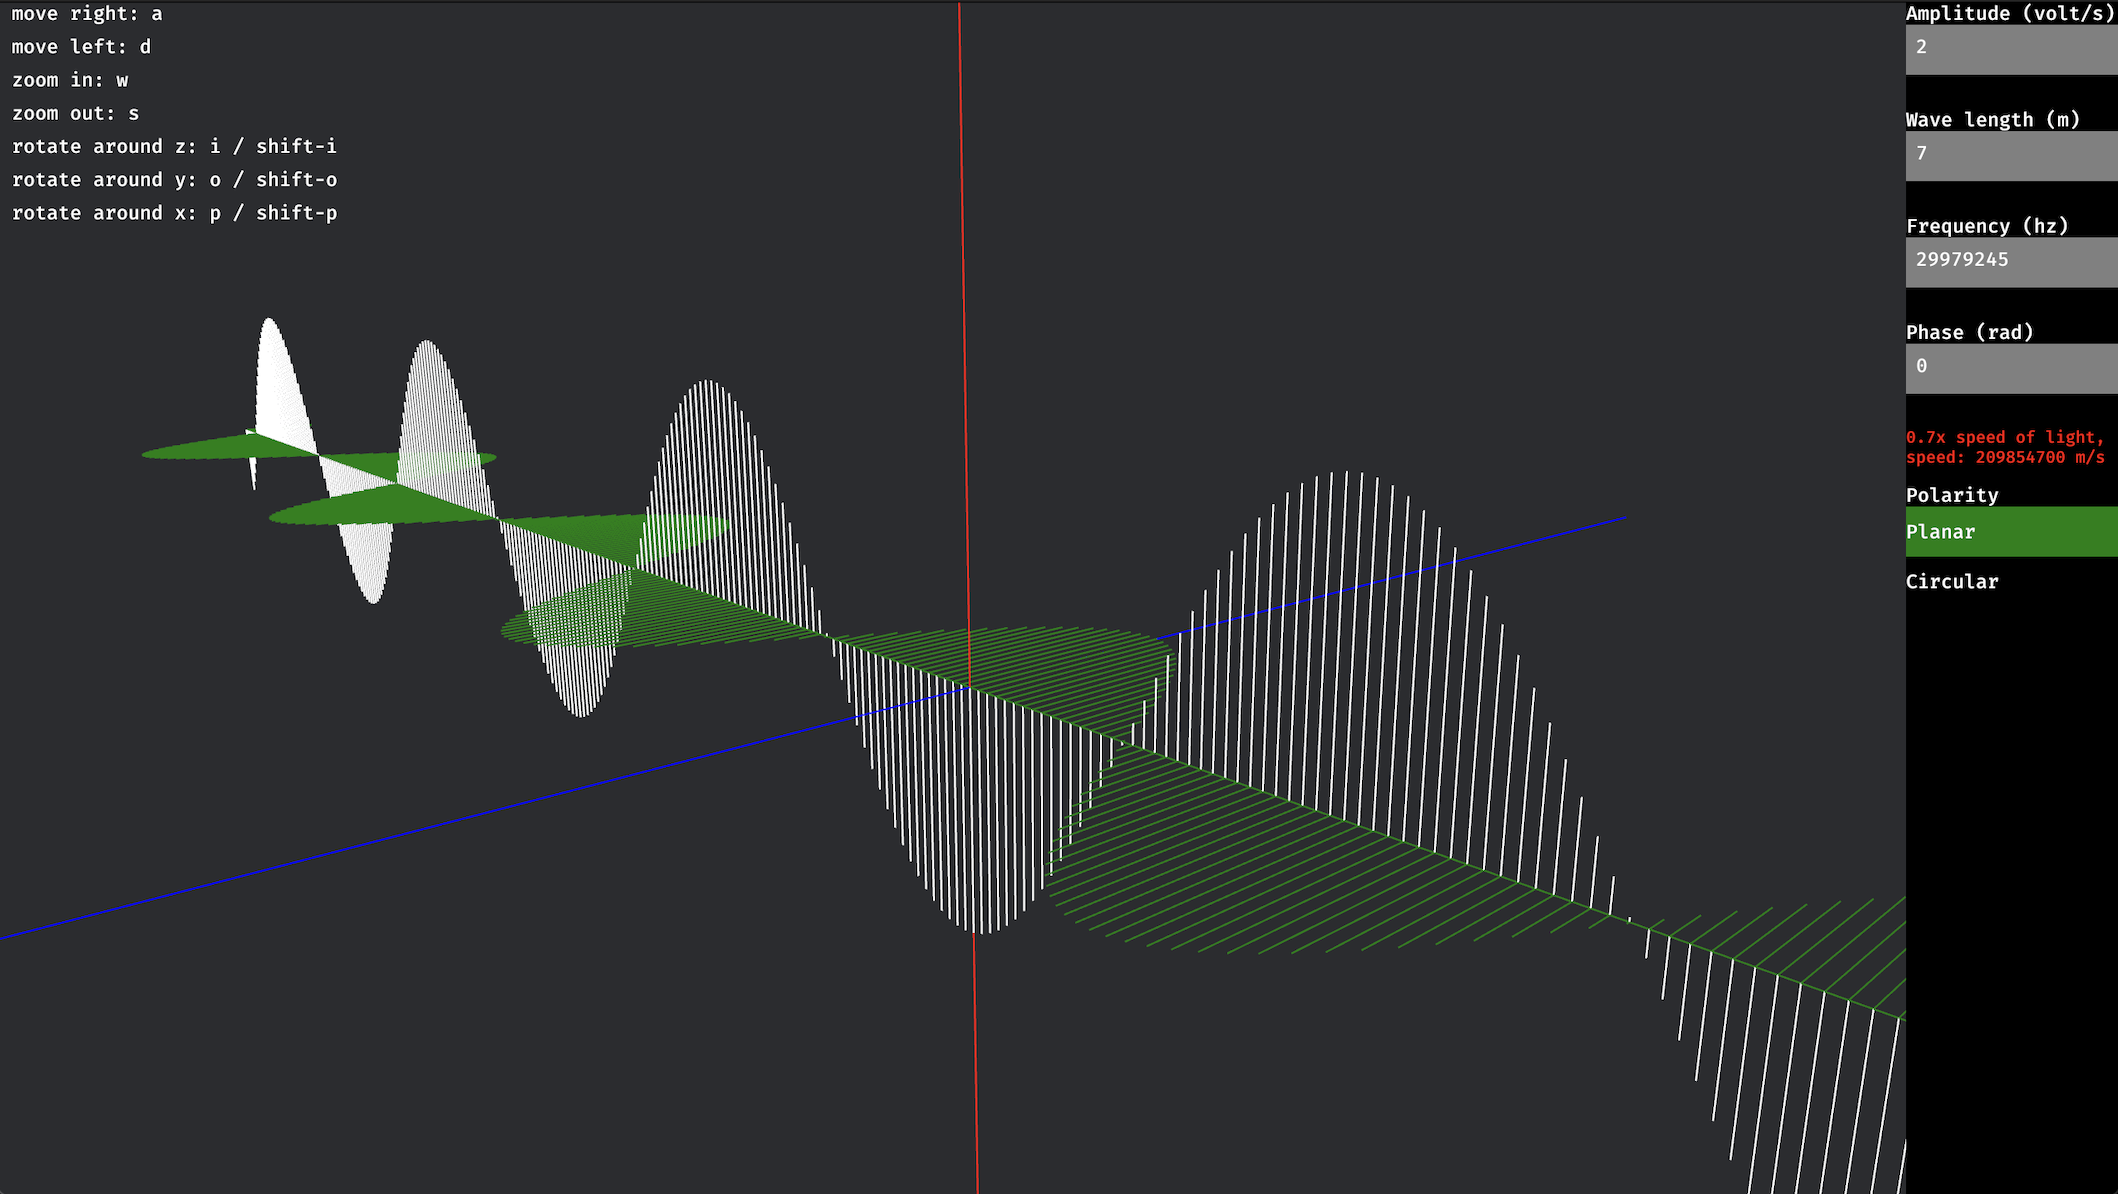 move right: a
move left: d
zoom in: w
zoom out: s
rotate around z: i / shift-i
rotate around y: o / shift-o
rotate around x: p / shift-p
Amplitude (volt/s)
2
Wave length (m)
7
Frequency (hz)
29979245
Phase (rad)
0
0.7x speed of light,
speed: 209854700 m/s
Polarity
Planar
Circular